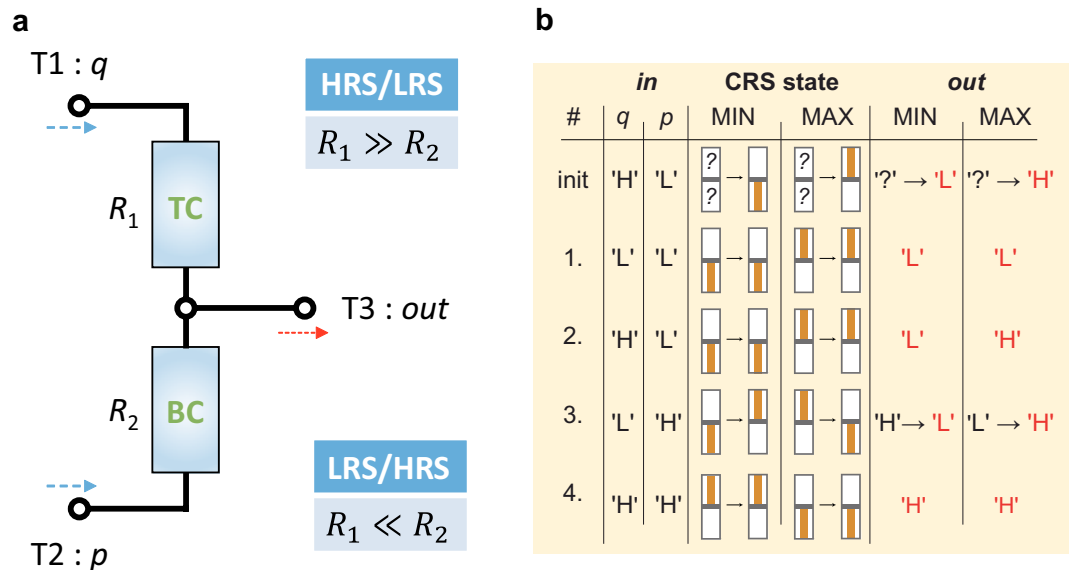 a
T1 : q
HRS/LRS
R₁ ≫ R₂
R₁
TC
T3 : out
R₂
BC
LRS/HRS
R₁ ≪ R₂
T2 : p
b
in CRS state out
# q p MIN MAX MIN MAX
init 'H' 'L' ? ? → ? ? → '?' → 'L' '?' → 'H'
1. 'L' 'L' → → 'L' 'L'
2. 'H' 'L' → → 'L' 'H'
3. 'L' 'H' → → 'H' → 'L' 'L' → 'H'
4. 'H' 'H' → → 'H' 'H'